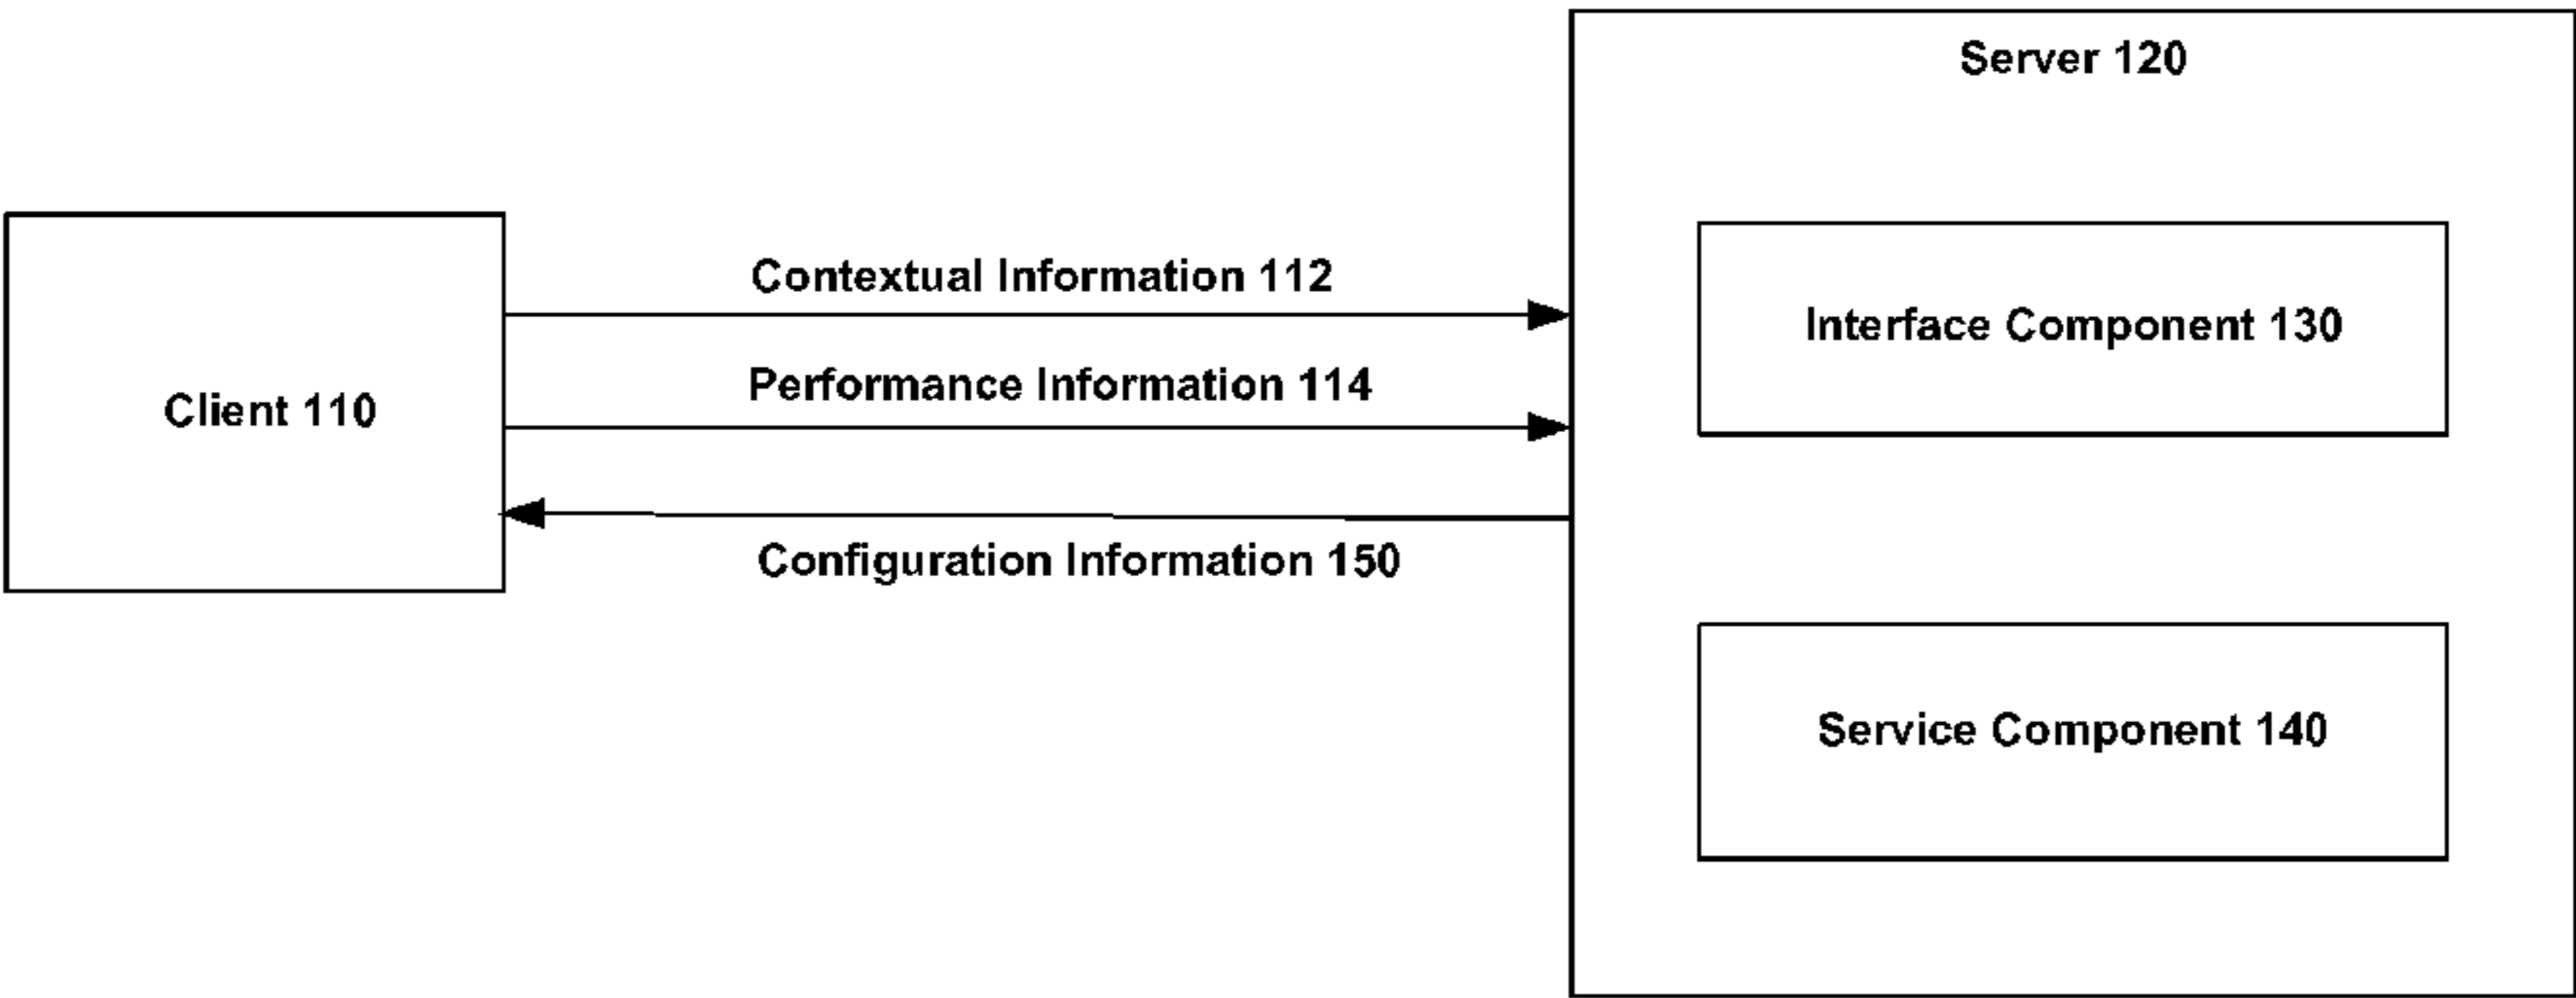 Server 120
Contextual Information 112
Interface Component 130
Performance Information 114
Client 110
Configuration Information 150
Service Component 140